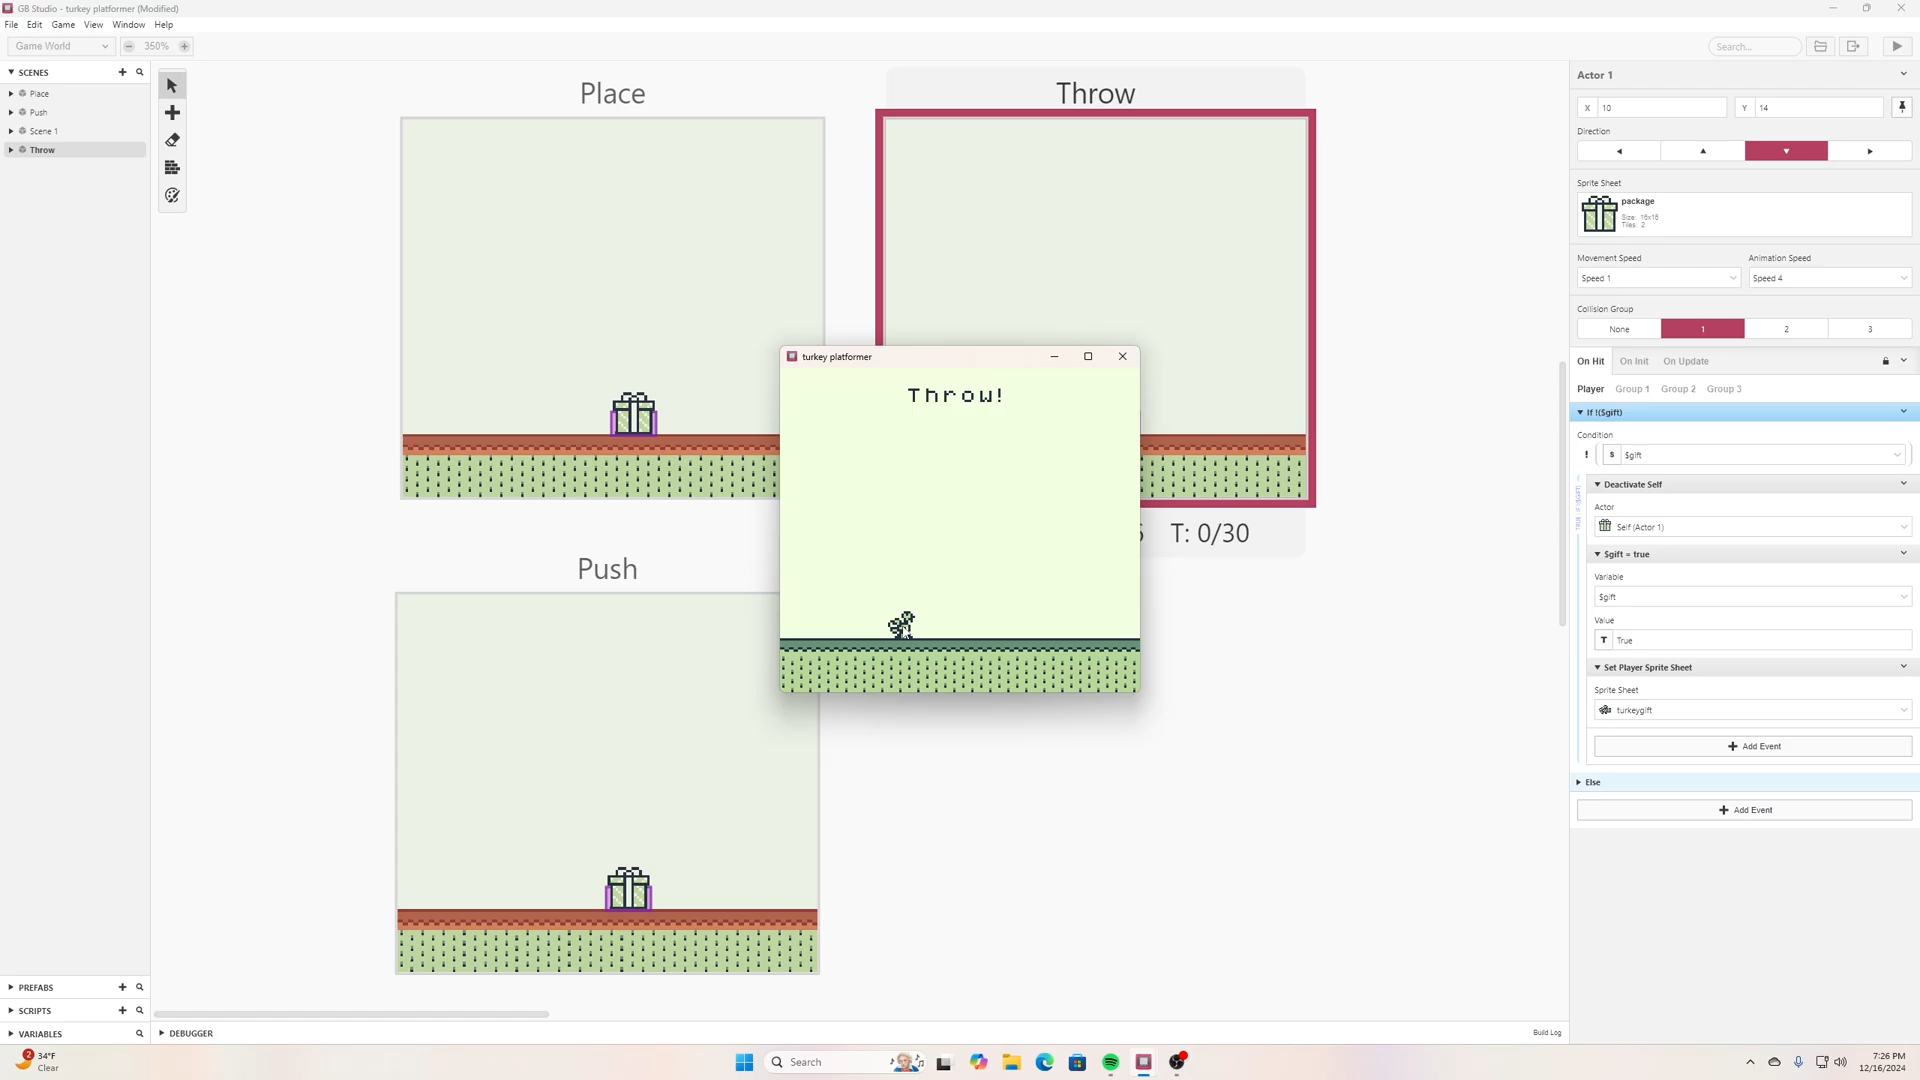 GB Studio - turkey platformer (Modified)
File Edit Game View Window Help
Game World
350%
Search...
SCENES
Place
Push
Scene 1
Throw
PREFABS
SCRIPTS
VARIABLES
Place
Throw
T: 0/30
Push
turkey platformer
Throw!
DEBUGGER
Build Log
Actor 1
X 10
Y 14
Direction
Sprite Sheet
package
Size: 16x16
Tiles: 2
Movement Speed
Animation Speed
Speed 1
Speed 4
Collision Group
None 1 2 3
On Hit On Init On Update
Player Group 1 Group 2 Group 3
If !($gift)
Condition
! ( $ $gift )
Deactivate Self
Actor
Self (Actor 1)
$gift = true
Variable
$gift
Value
T True
Set Player Sprite Sheet
Sprite Sheet
turkeygift
Add Event
Else
Add Event
2
34°F
Clear
Search
7:26 PM
12/16/2024